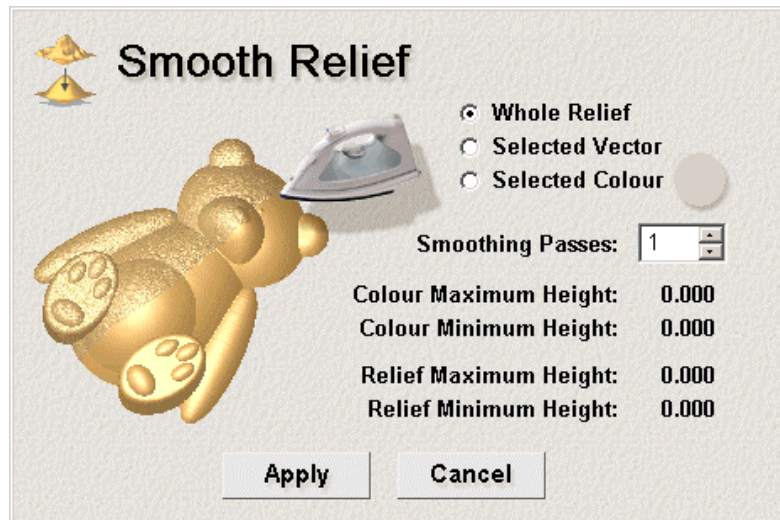 Smooth Relief
Whole Relief
Selected Vector
Selected Colour
Smoothing Passes: 1
Colour Maximum Height: 0.000
Colour Minimum Height: 0.000
Relief Maximum Height: 0.000
Relief Minimum Height: 0.000
Apply Cancel